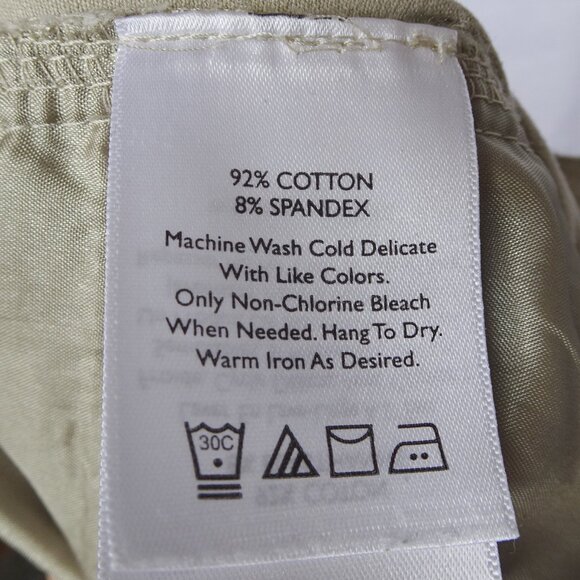 92% COTTON
8% SPANDEX
Machine Wash Cold Delicate
With Like Colors.
Only Non-Chlorine Bleach
When Needed. Hang To Dry.
Warm Iron As Desired.
30C